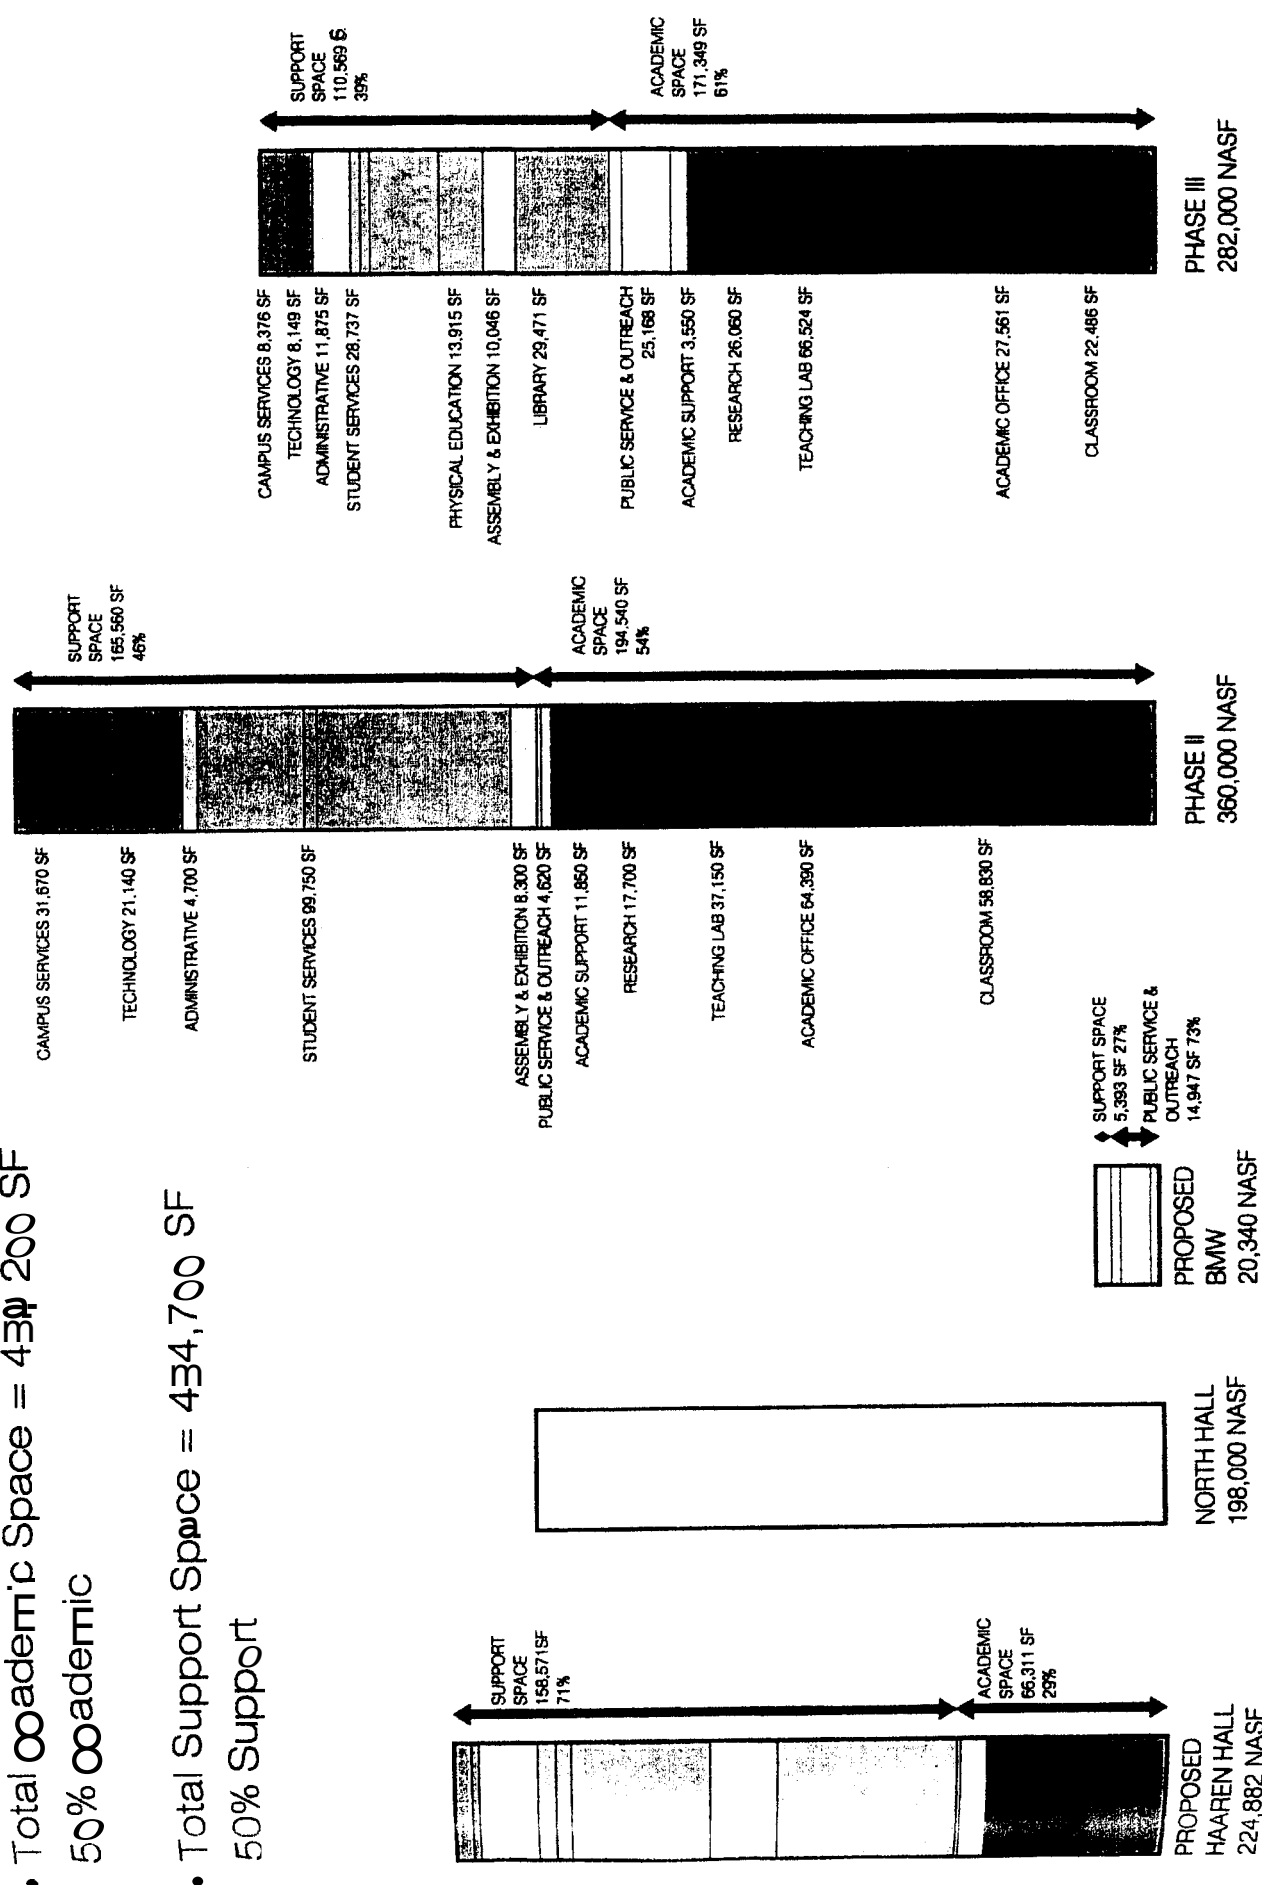 • Total Academic Space = 432,200 SF
50% Academic
• Total Support Space = 434,700 SF
50% Support
SUPPORT
SPACE
158,571 SF
71%
ACADEMIC
SPACE
66,311 SF
29%
PROPOSED
HAAREN HALL
224,882 NASF
NORTH HALL
198,000 NASF
SUPPORT SPACE
5,393 SF 27%
PUBLIC SERVICE &
OUTREACH
14,947 SF 73%
PROPOSED
BMW
20,340 NASF
CAMPUS SERVICES 31,670 SF
TECHNOLOGY 21,140 SF
ADMINISTRATIVE 4,700 SF
STUDENT SERVICES 99,750 SF
ASSEMBLY & EXHIBITION 8,300 SF
PUBLIC SERVICE & OUTREACH 4,620 SF
ACADEMIC SUPPORT 11,850 SF
RESEARCH 17,700 SF
TEACHING LAB 37,150 SF
ACADEMIC OFFICE 64,390 SF
CLASSROOM 58,830 SF
SUPPORT
SPACE
165,560 SF
46%
ACADEMIC
SPACE
194,540 SF
54%
PHASE II
360,000 NASF
CAMPUS SERVICES 8,376 SF
TECHNOLOGY 8,149 SF
ADMINISTRATIVE 11,875 SF
STUDENT SERVICES 28,737 SF
PHYSICAL EDUCATION 13,915 SF
ASSEMBLY & EXHIBITION 10,046 SF
LIBRARY 29,471 SF
PUBLIC SERVICE & OUTREACH
25,168 SF
ACADEMIC SUPPORT 3,550 SF
RESEARCH 26,060 SF
TEACHING LAB 66,524 SF
ACADEMIC OFFICE 27,561 SF
CLASSROOM 22,486 SF
SUPPORT
SPACE
110,569 S.
39%
ACADEMIC
SPACE
171,349 SF
61%
PHASE III
282,000 NASF